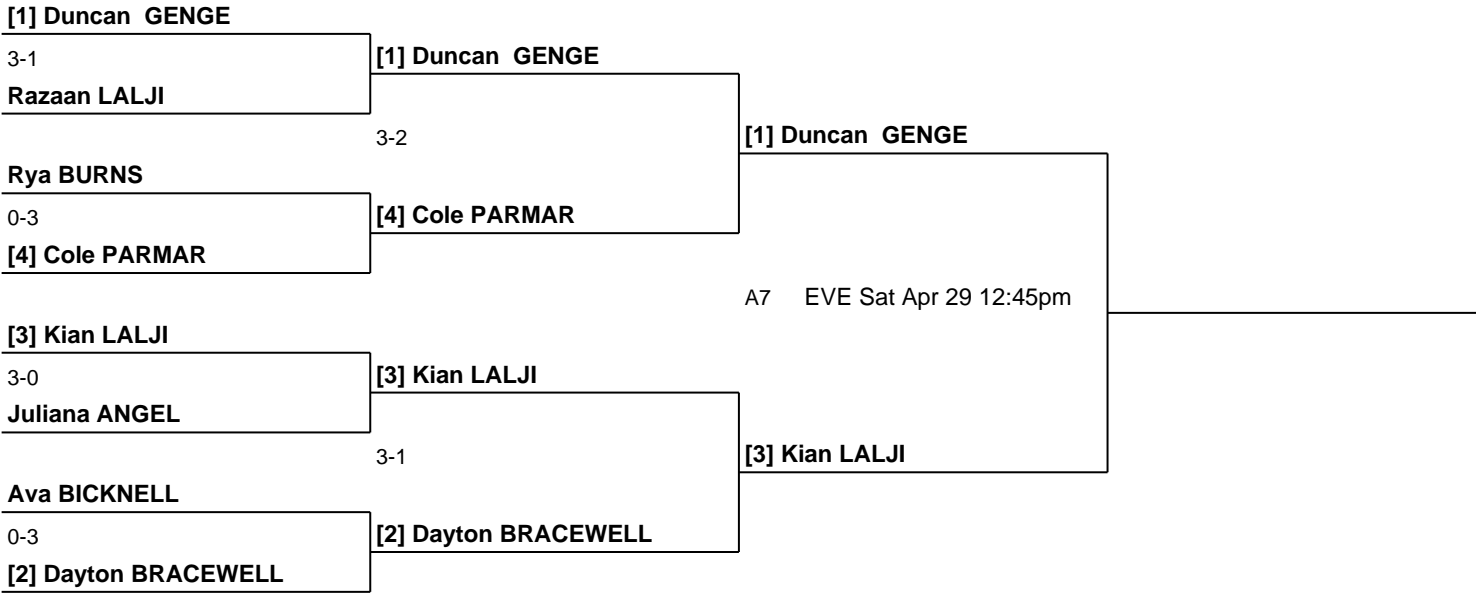 [1] Duncan  GENGE
3-1
[1] Duncan  GENGE
Razaan LALJI
3-2
[1] Duncan  GENGE
Rya BURNS
0-3
[4] Cole PARMAR
[4] Cole PARMAR
A7 EVE Sat Apr 29 12:45pm
[3] Kian LALJI
3-0
[3] Kian LALJI
Juliana ANGEL
3-1
[3] Kian LALJI
Ava BICKNELL
0-3
[2] Dayton BRACEWELL
[2] Dayton BRACEWELL